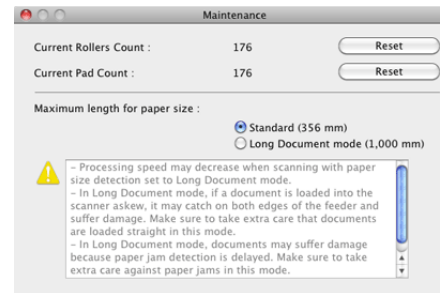 Maintenance
Current Rollers Count : 176 Reset
Current Pad Count : 176 Reset
Maximum length for paper size :
Standard (356 mm)
Long Document mode (1,000 mm)
– Processing speed may decrease when scanning with paper
size detection set to Long Document mode.
– In Long Document mode, if a document is loaded into the
scanner askew, it may catch on both edges of the feeder and
suffer damage. Make sure to take extra care that documents
are loaded straight in this mode.
– In Long Document mode, documents may suffer damage
because paper jam detection is delayed. Make sure to take
extra care against paper jams in this mode.